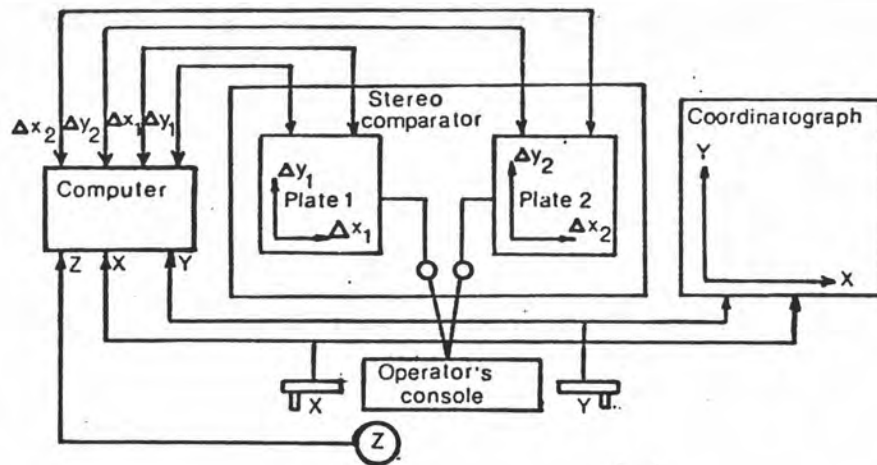 Δx₂ Δy₂ Δx₁ Δy₁
Computer
Z X Y
Stereo
comparator
Δy₁
Plate 1
Δx₁
Δy₂
Plate 2
Δx₂
Coordinatograph
Y
X
Operator's
console
X
Y
Z